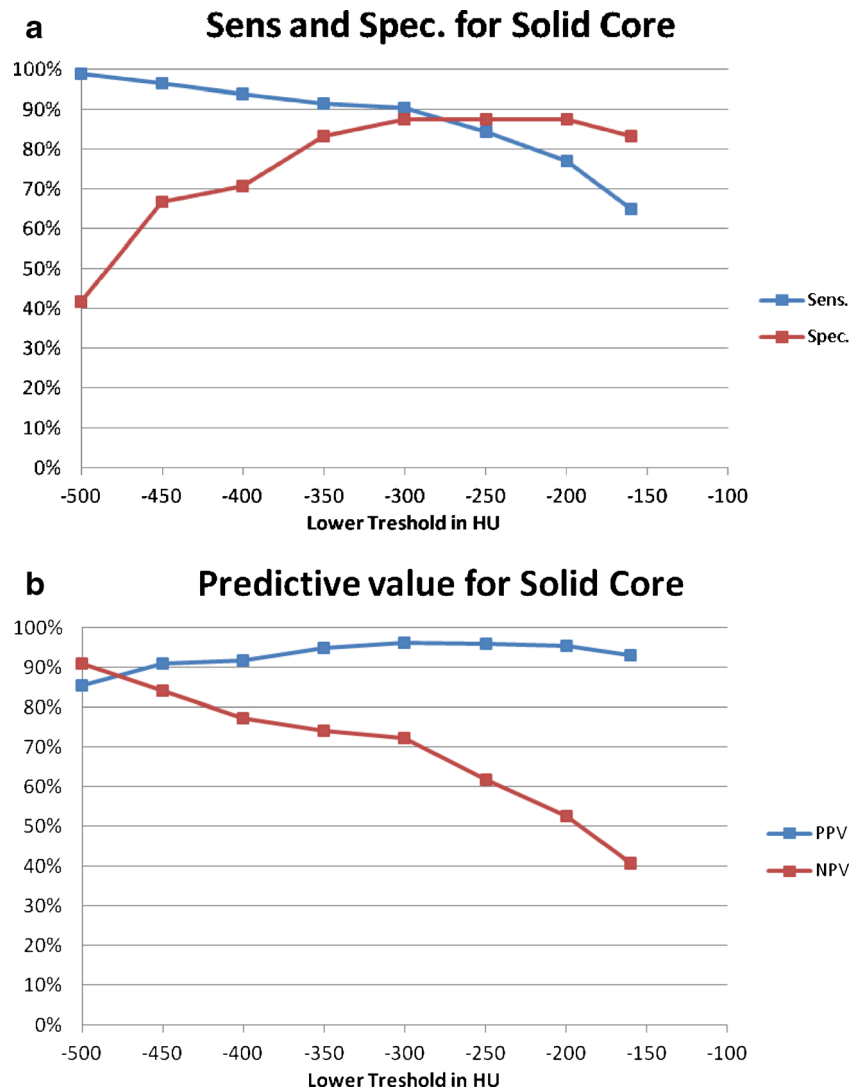 a
Sens and Spec. for Solid Core
100%
90%
80%
70%
60%
50%
40%
30%
20%
10%
0%
-500 -450 -400 -350 -300 -250 -200 -150 -100
Lower Treshold in HU
Sens.
Spec.
b
Predictive value for Solid Core
100%
90%
80%
70%
60%
50%
40%
30%
20%
10%
0%
-500 -450 -400 -350 -300 -250 -200 -150 -100
Lower Treshold in HU
PPV
NPV